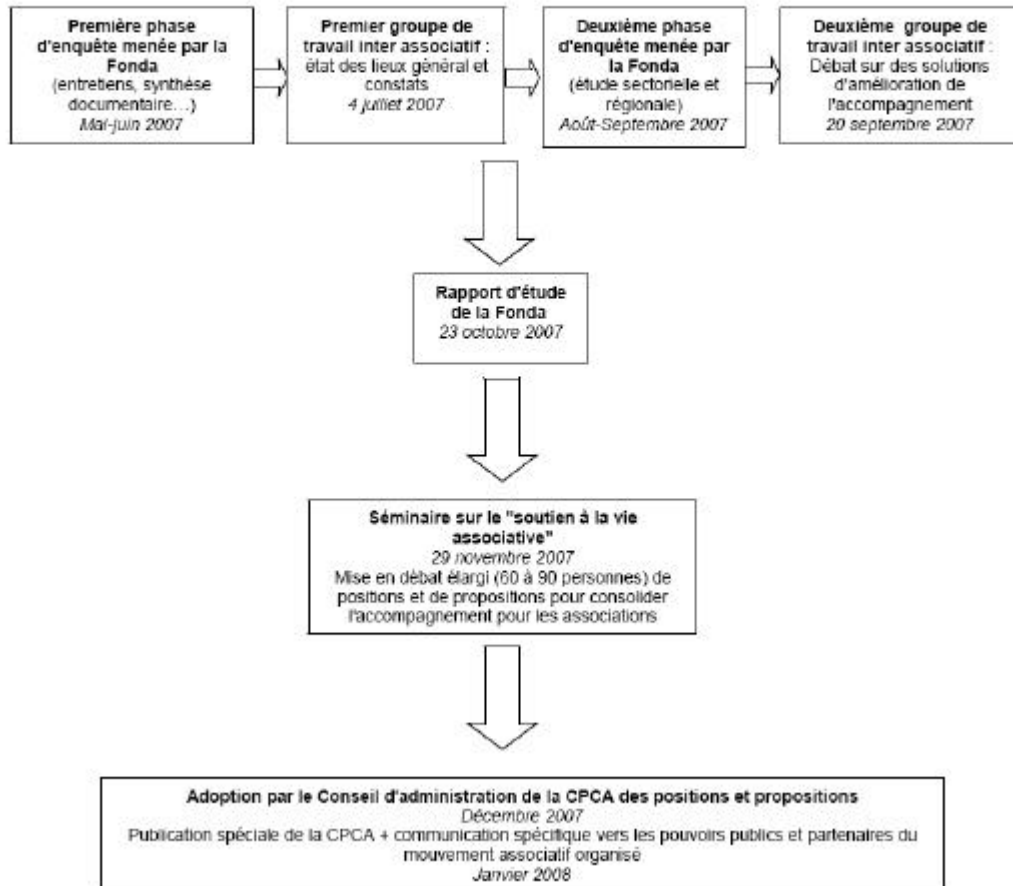 Première phase
d'enquête menée par la
Fonda
(entretiens, synthèse
documentaire…)
Mai-juin 2007
Premier groupe de
travail inter associatif :
état des lieux général et
constats
4 juillet 2007
Deuxième phase
d'enquête menée par
la Fonda
(étude sectorielle et
régionale)
Août-Septembre 2007
Deuxième groupe de
travail inter associatif :
Débat sur des solutions
d'amélioration de
l'accompagnement
20 septembre 2007
Rapport d'étude
de la Fonda
23 octobre 2007
Séminaire sur le "soutien à la vie
associative"
29 novembre 2007
Mise en débat élargi (60 à 90 personnes) de
positions et de propositions pour consolider
l'accompagnement pour les associations
Adoption par le Conseil d'administration de la CPCA des positions et propositions
Décembre 2007
Publication spéciale de la CPCA + communication spécifique vers les pouvoirs publics et partenaires du
mouvement associatif organisé
Janvier 2008